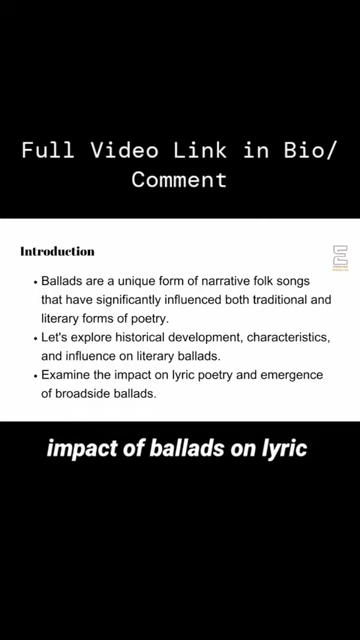 Full Video Link in Bio/
Comment
Introduction
• Ballads are a unique form of narrative folk songs
that have significantly influenced both traditional and
literary forms of poetry.
• Let's explore historical development, characteristics,
and influence on literary ballads.
• Examine the impact on lyric poetry and emergence
of broadside ballads.
impact of ballads on lyric